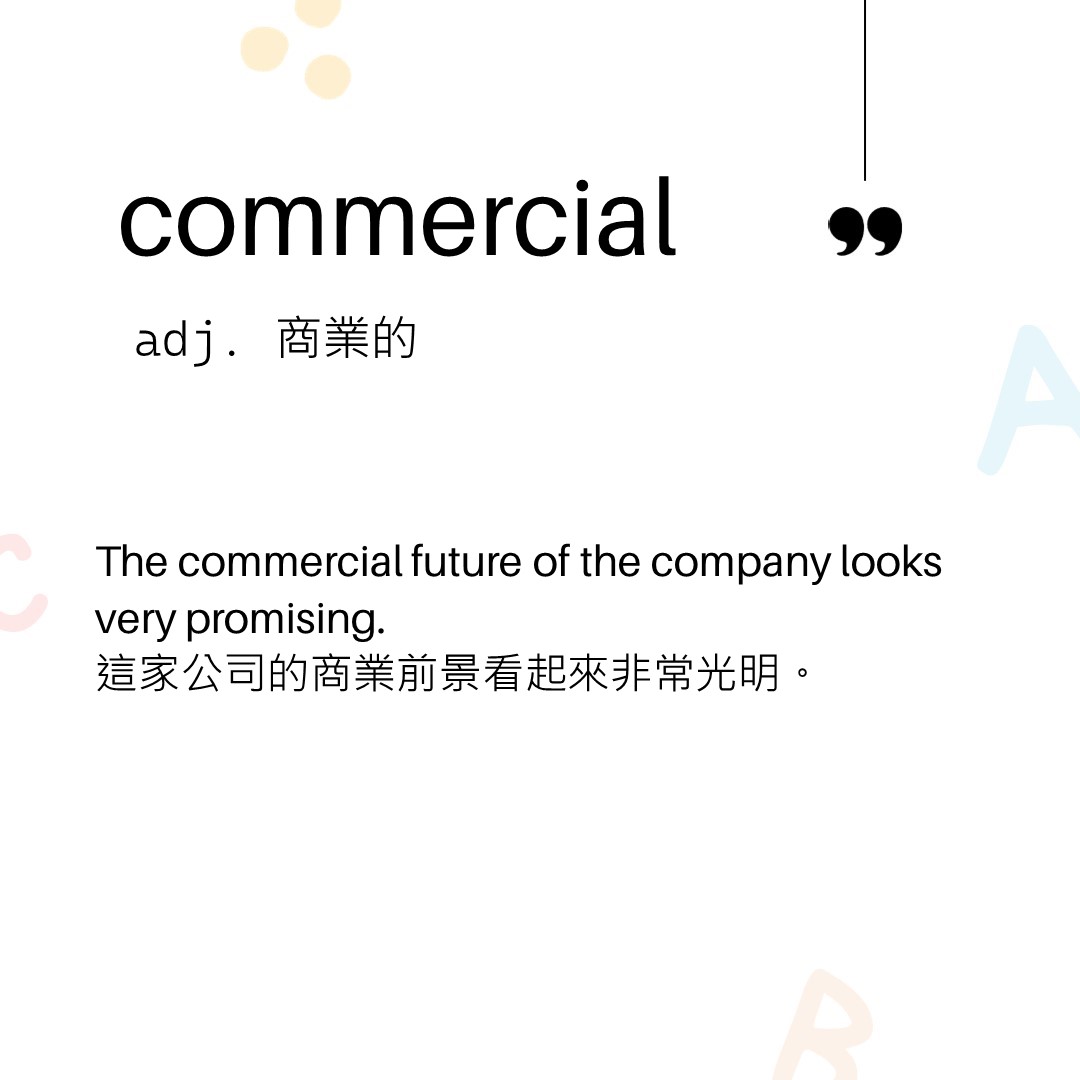 commercial
”
adj. 商業的
A
The commercial future of the company looks
C
very promising.
這家公司的商業前景看起來非常光明。
B